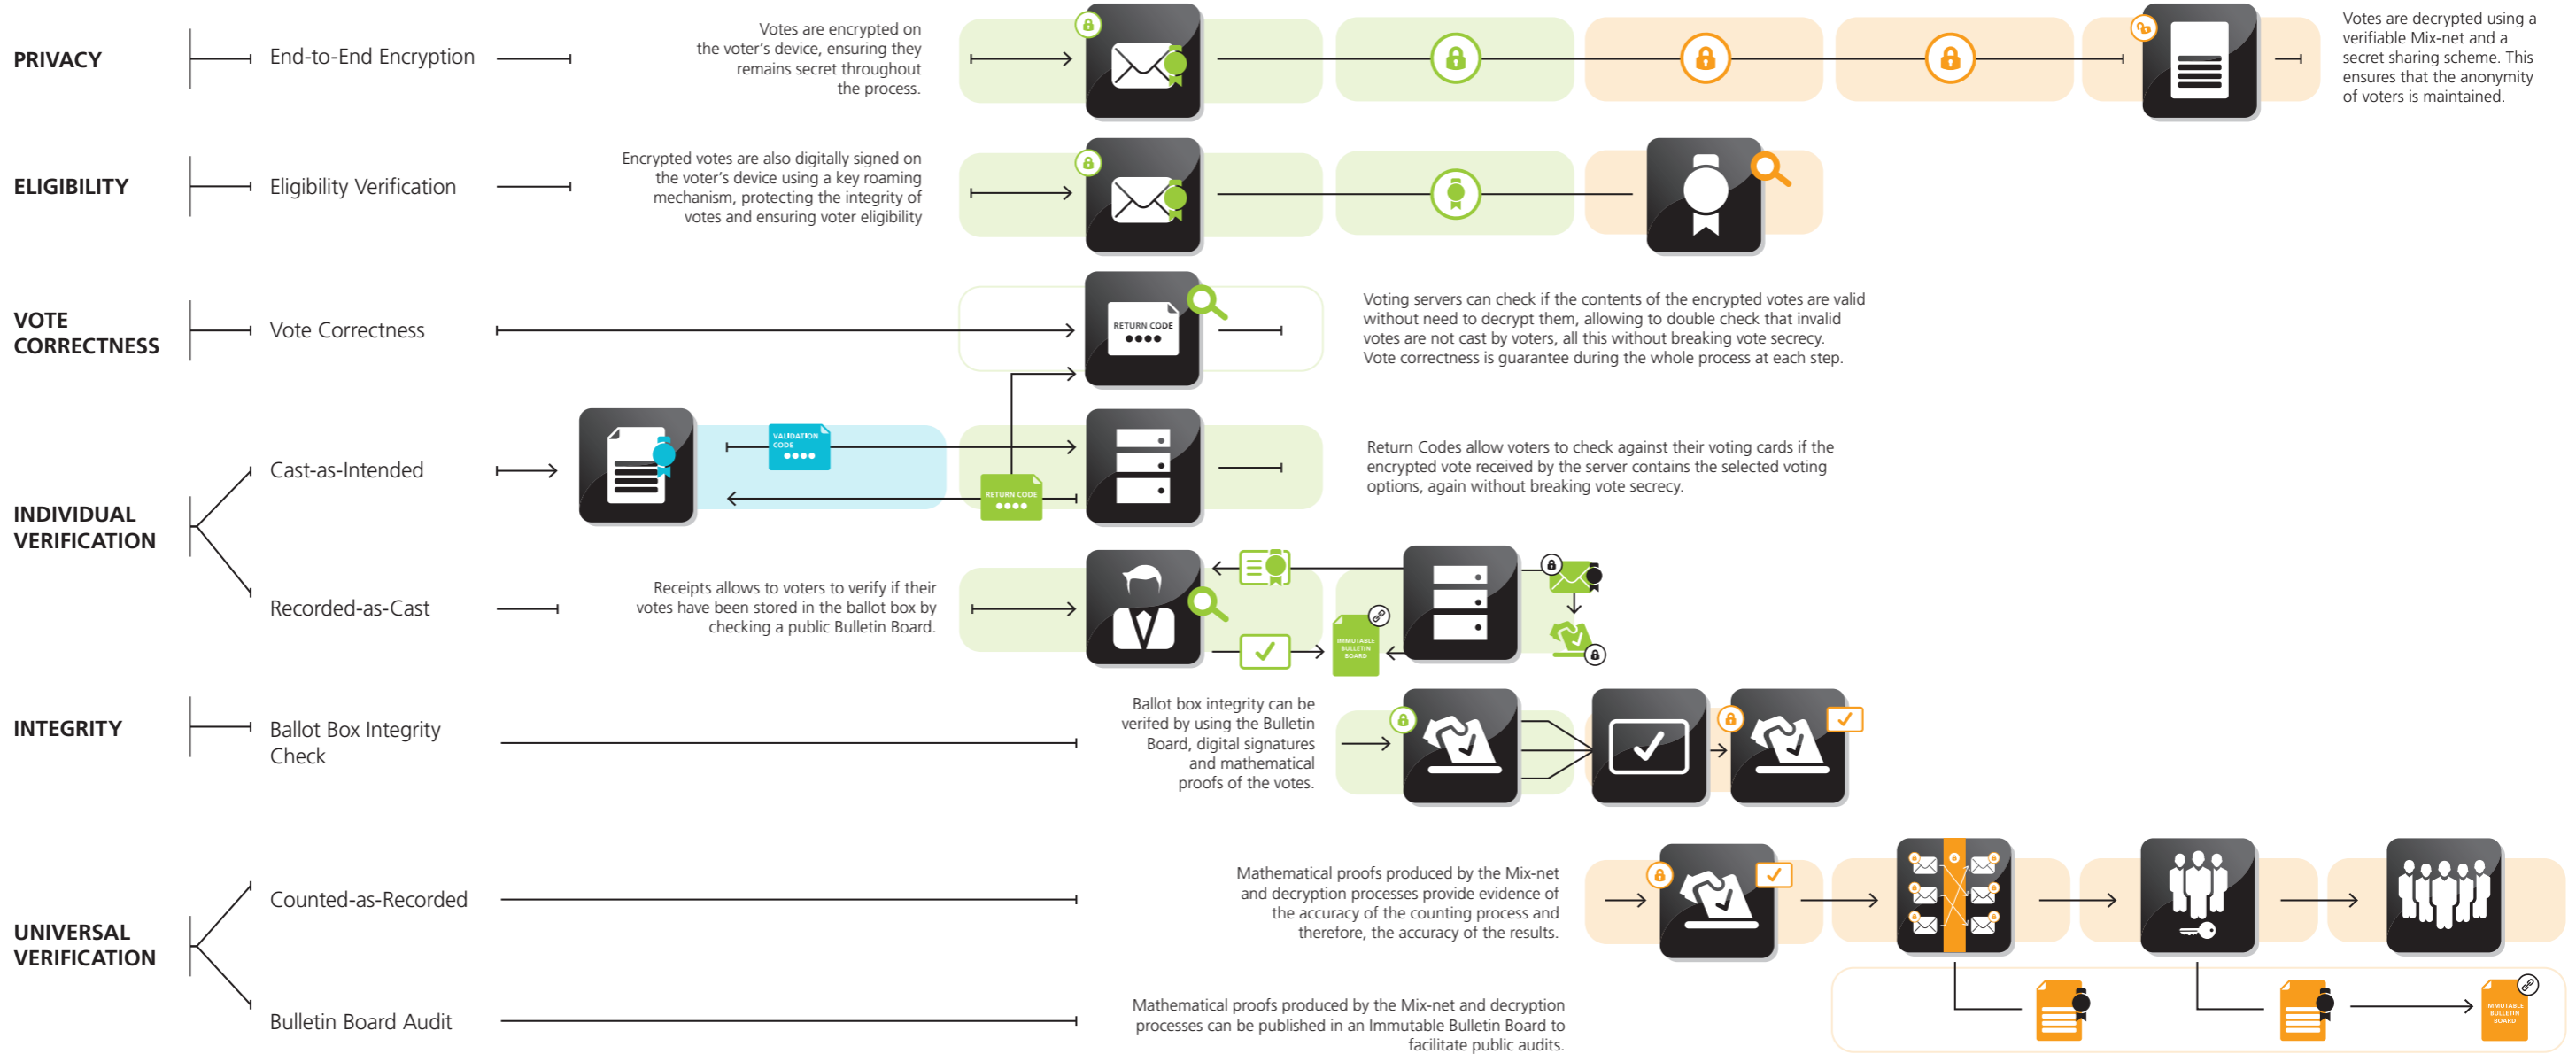 PRIVACY
End-to-End Encryption
Votes are encrypted on
the voter's device, ensuring they
remains secret throughout
the process.
Votes are decrypted using a
verifiable Mix-net and a
secret sharing scheme. This
ensures that the anonymity
of voters is maintained.
ELIGIBILITY
Eligibility Verification
Encrypted votes are also digitally signed on
the voter's device using a key roaming
mechanism, protecting the integrity of
votes and ensuring voter eligibility
VOTE
CORRECTNESS
Vote Correctness
RETURN CODE
Voting servers can check if the contents of the encrypted votes are valid
without need to decrypt them, allowing to double check that invalid
votes are not cast by voters, all this without breaking vote secrecy.
Vote correctness is guarantee during the whole process at each step.
INDIVIDUAL
VERIFICATION
Cast-as-Intended
VALIDATION
CODE
RETURN CODE
Return Codes allow voters to check against their voting cards if the
encrypted vote received by the server contains the selected voting
options, again without breaking vote secrecy.
Recorded-as-Cast
Receipts allows to voters to verify if their
votes have been stored in the ballot box by
checking a public Bulletin Board.
IMMUTABLE
BULLETIN
BOARD
INTEGRITY
Ballot Box Integrity
Check
Ballot box integrity can be
verifed by using the Bulletin
Board, digital signatures
and mathematical
proofs of the votes.
UNIVERSAL
VERIFICATION
Counted-as-Recorded
Mathematical proofs produced by the Mix-net
and decryption processes provide evidence of
the accuracy of the counting process and
therefore, the accuracy of the results.
Bulletin Board Audit
Mathematical proofs produced by the Mix-net and decryption
processes can be published in an Immutable Bulletin Board to
facilitate public audits.
IMMUTABLE
BULLETIN
BOARD